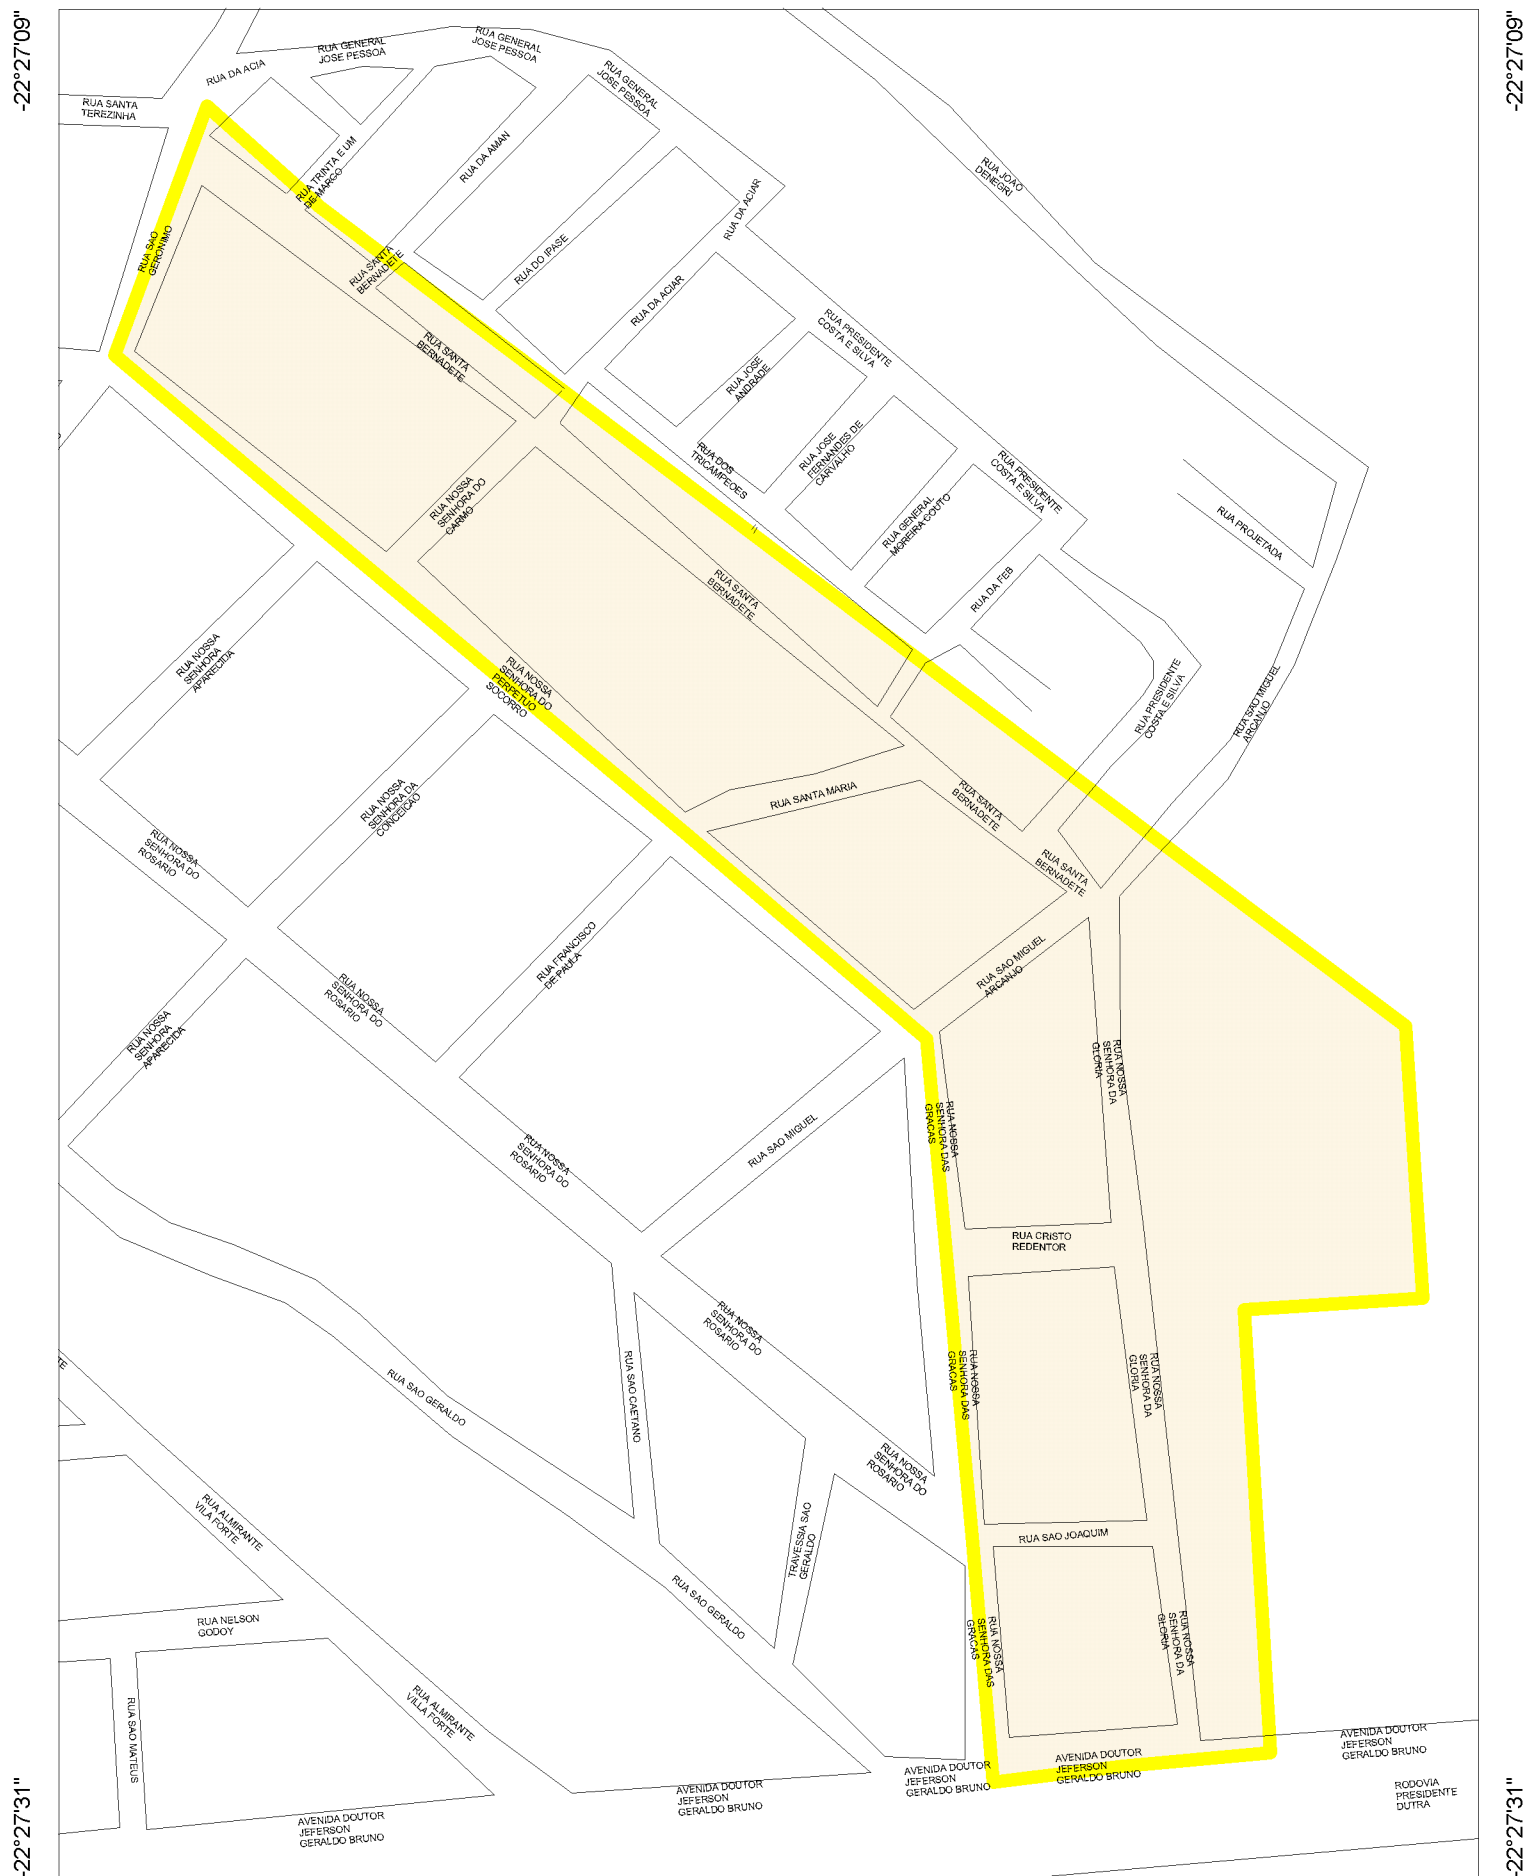 -22°27'09"
-22°27'09"
RUA GENERAL
JOSE PESSOA
RUA GENERAL
JOSE PESSOA
RUA DA ACIA
RUA GENERAL
JOSE PESSOA
RUA SANTA
TEREZINHA
RUA TRINTA E UM
DE MARCO
RUA DA AMAN
RUA JOAO
DENEGRI
RUA DA ACIAR
RUA SAO
GERONIMO
RUA SANTA
BERNADETE
RUA DO IPASE
RUA DA ACIAR
RUA PRESIDENTE
COSTA E SILVA
RUA SANTA
BERNADETE
RUA JOSE
ANDRADE
RUA DOS
TRICAMPEOES
RUA JOSE
FERNANDES DE
CARVALHO
RUA PRESIDENTE
COSTA E SILVA
RUA NOSSA
SENHORA DO
CARMO
RUA GENERAL
MOREIRA COUTO
RUA PROJETADA
RUA SANTA
BERNADETE
RUA DA FEB
RUA NOSSA
SENHORA
APARECIDA
RUA NOSSA
SENHORA DO
PERPETUO
SOCORRO
RUA PRESIDENTE
COSTA E SILVA
RUA SAO MIGUEL
ARCANJO
RUA NOSSA
SENHORA DA
CONCEICAO
RUA SANTA MARIA
RUA SANTA
BERNADETE
RUA NOSSA
SENHORA DO
ROSARIO
RUA SANTA
BERNADETE
RUA FRANCISCO
DE PAULA
RUA SAO MIGUEL
ARCANJO
RUA NOSSA
SENHORA DO
ROSARIO
RUA NOSSA
SENHORA
APARECIDA
RUA NOSSA
SENHORA DA
GLORIA
RUA NOSSA
SENHORA DAS
GRACAS
RUA NOSSA
SENHORA DO
ROSARIO
RUA SAO MIGUEL
RUA CRISTO
REDENTOR
RUA NOSSA
SENHORA DO
ROSARIO
TE
RUA SAO GERALDO
RUA SAO CAETANO
RUA NOSSA
SENHORA DAS
GRACAS
RUA NOSSA
SENHORA DA
GLORIA
RUA NOSSA
SENHORA DO
ROSARIO
RUA ALMIRANTE
VILA FORTE
TRAVESSIA SAO
GERALDO
RUA SAO JOAQUIM
RUA SAO GERALDO
RUA NELSON
GODOY
RUA NOSSA
SENHORA DAS
GRACAS
RUA NOSSA
SENHORA DA
GLORIA
RUA SAO MATEUS
RUA ALMIRANTE
VILLA FORTE
AVENIDA DOUTOR
JEFERSON
GERALDO BRUNO
AVENIDA DOUTOR
JEFERSON
GERALDO BRUNO
AVENIDA DOUTOR
JEFERSON
GERALDO BRUNO
AVENIDA DOUTOR
JEFERSON
GERALDO BRUNO
AVENIDA DOUTOR
JEFERSON
GERALDO BRUNO
RODOVIA
PRESIDENTE
DUTRA
-22°27'31"
-22°27'31"